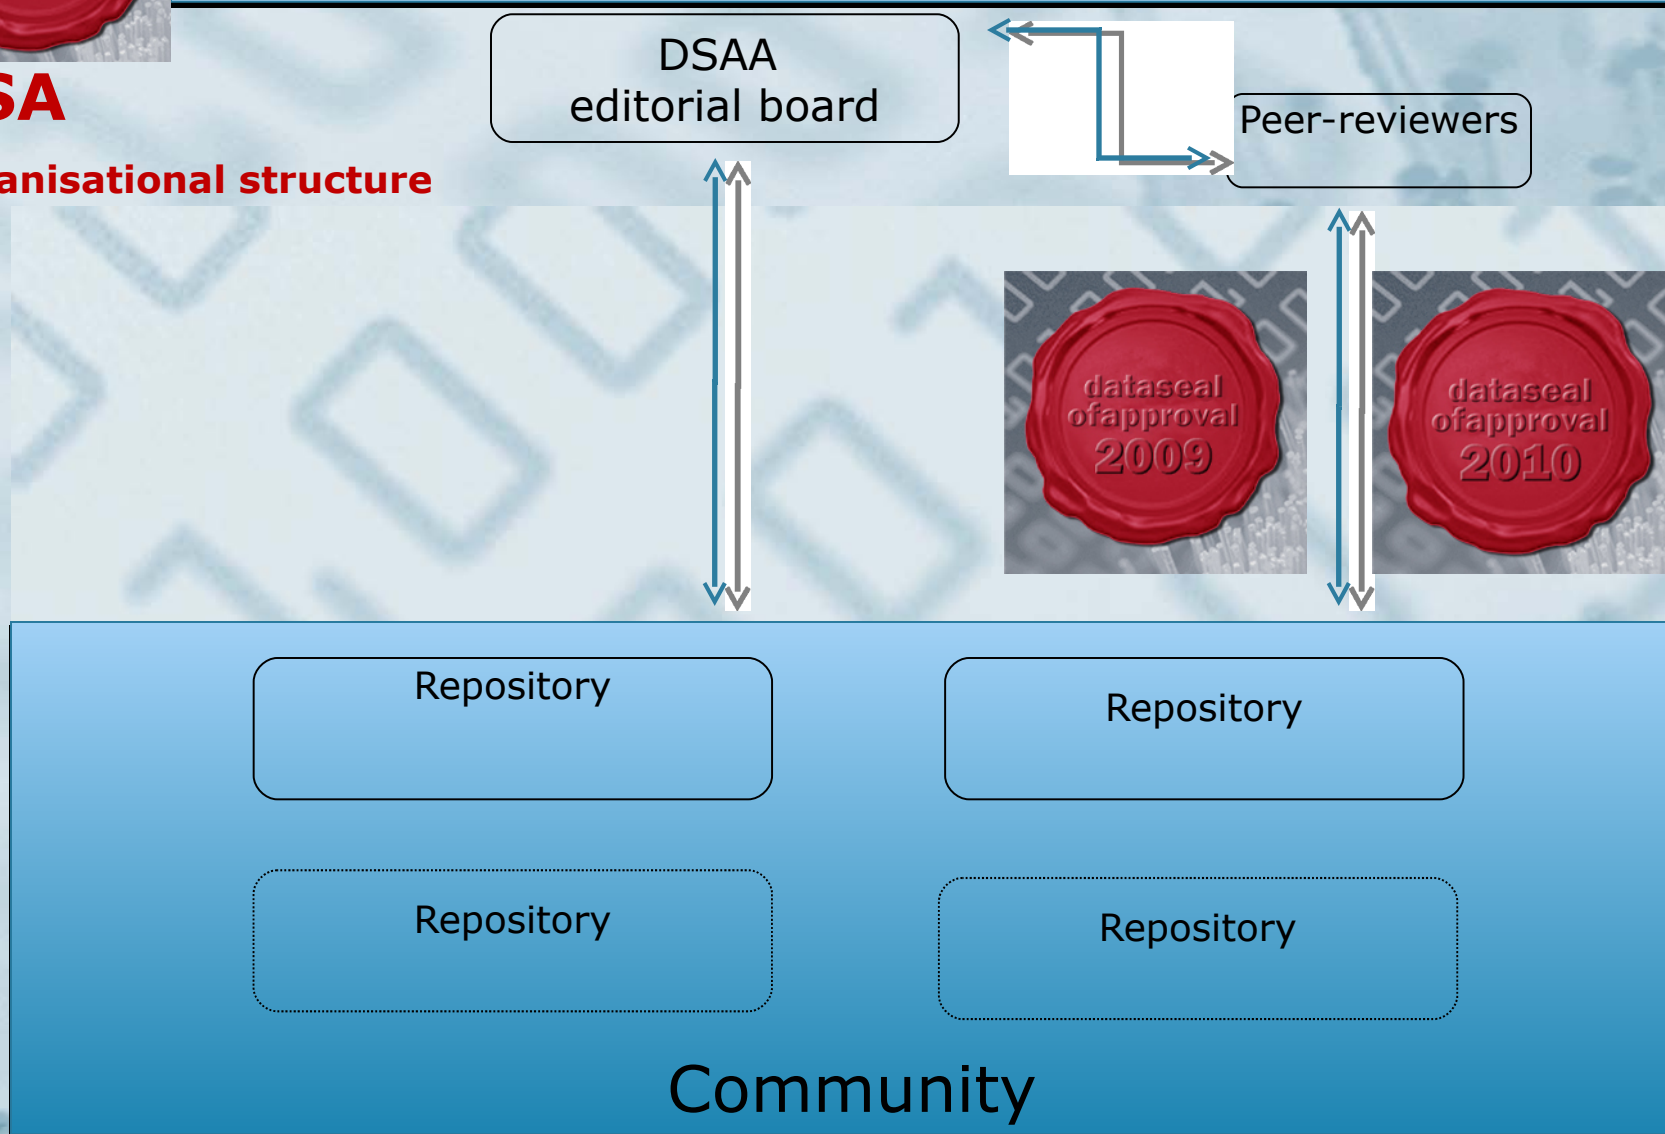 DSAA
editorial board
Peer-reviewers
SA
anisational structure
dataseal
ofapproval
2009
dataseal
ofapproval
2010
Repository
Repository
Repository
Repository
Community